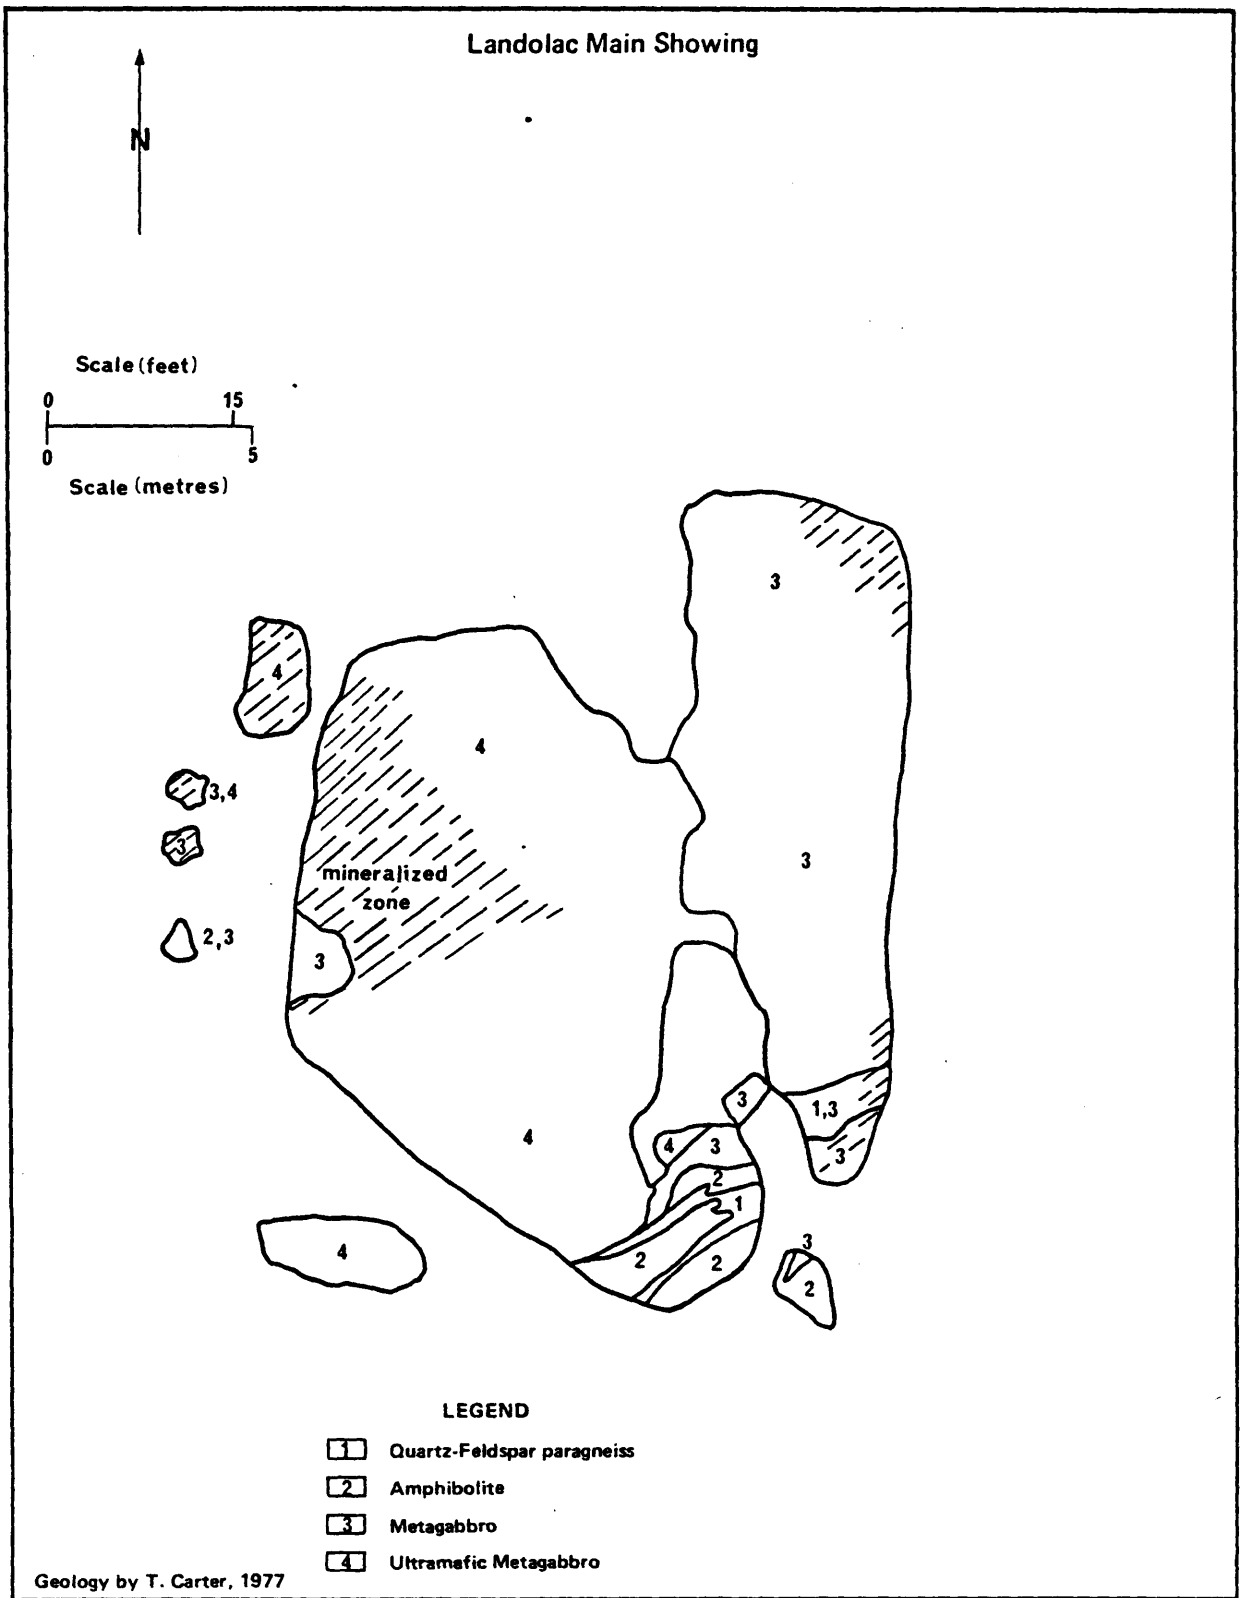 Landolac Main Showing
N
Scale (feet)
0 15
0 5
Scale (metres)
3
4
4
3,4
3
3
mineralized
zone
2,3
3
3
1,3
4
4 3
3
2
1
4
2
2
3
2
LEGEND
1 Quartz-Feldspar paragneiss
2 Amphibolite
3 Metagabbro
4 Ultramafic Metagabbro
Geology by T. Carter, 1977